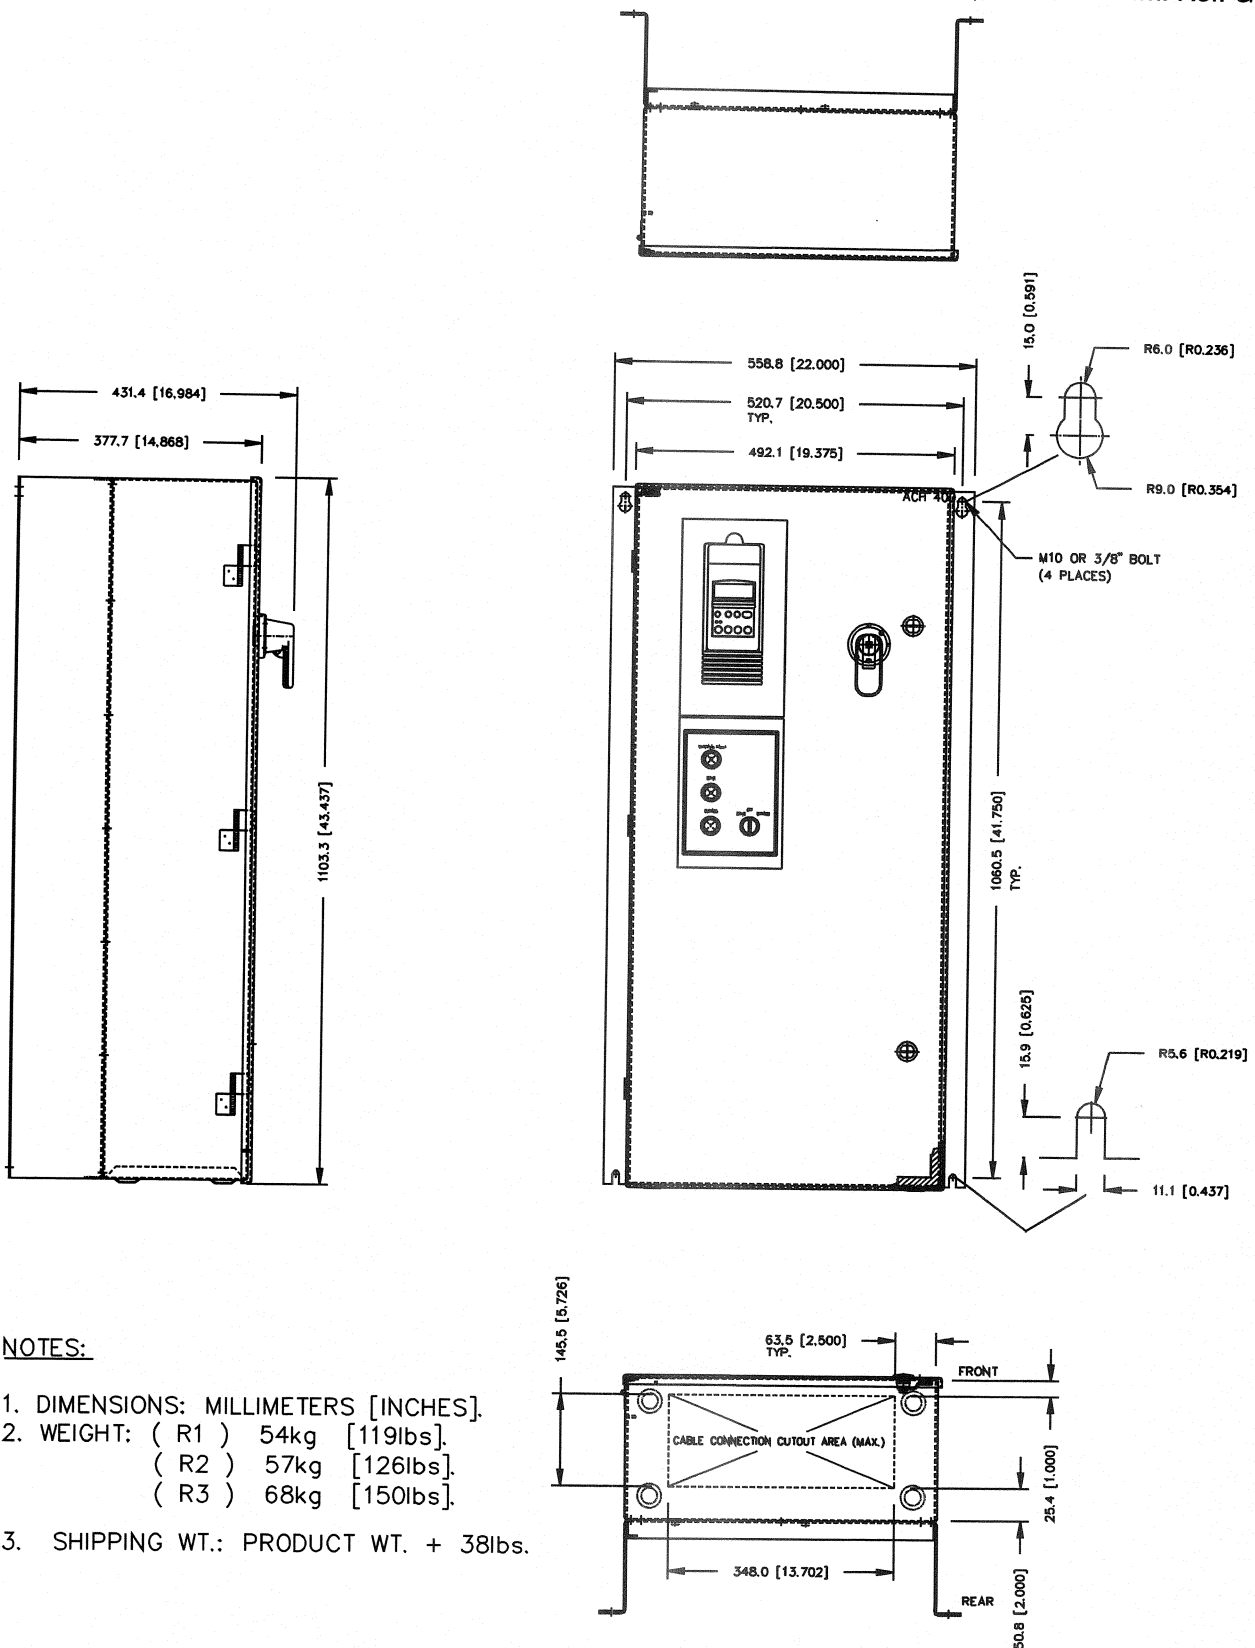 15.0 [0.591]
R6.0 [R0.236]
558.8 [22.000]
431.4 [16.984]
520.7 [20.500]
TYP.
377.7 [14.868]
492.1 [19.375]
R9.0 [R0.354]
ACH 400
M10 OR 3/8" BOLT
(4 PLACES)
1103.3 [43.437]
1060.5 [41.750]
TYP.
15.9 [0.625]
R5.6 [R0.219]
11.1 [0.437]
145.5 [5.726]
63.5 [2.500]
TYP.
FRONT
CABLE CONNECTION CUTOUT AREA (MAX.)
25.4 [1.000]
348.0 [13.702]
REAR
50.8 [2.000]
NOTES:
1. DIMENSIONS: MILLIMETERS [INCHES].
2. WEIGHT: ( R1 ) 54kg [119lbs].
( R2 ) 57kg [126lbs].
( R3 ) 68kg [150lbs].
3. SHIPPING WT.: PRODUCT WT. + 38lbs.